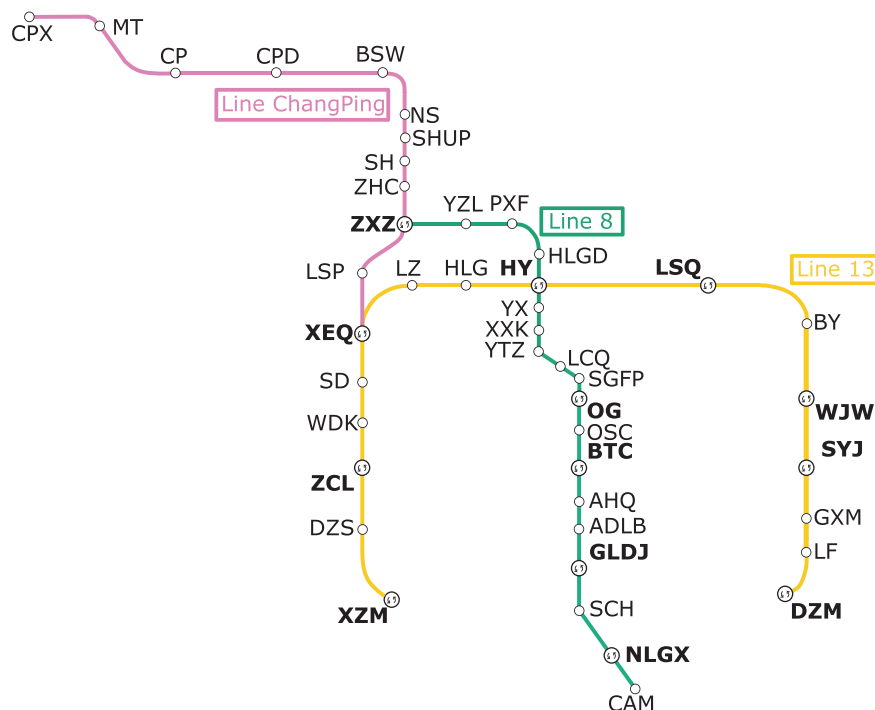 CPX
MT
CP
CPD
BSW
Line ChangPing
NS
SHUP
SH
ZHC
ZXZ
YZL
PXF
Line 8
HLGD
LSP
LZ
HLG
HY
LSQ
Line 13
YX
XXK
YTZ
LCQ
SGFP
BY
XEQ
SD
WDK
OG
OSC
BTC
WJW
SYJ
ZCL
DZS
AHQ
ADLB
GLDJ
GXM
LF
XZM
SCH
DZM
NLGX
CAM